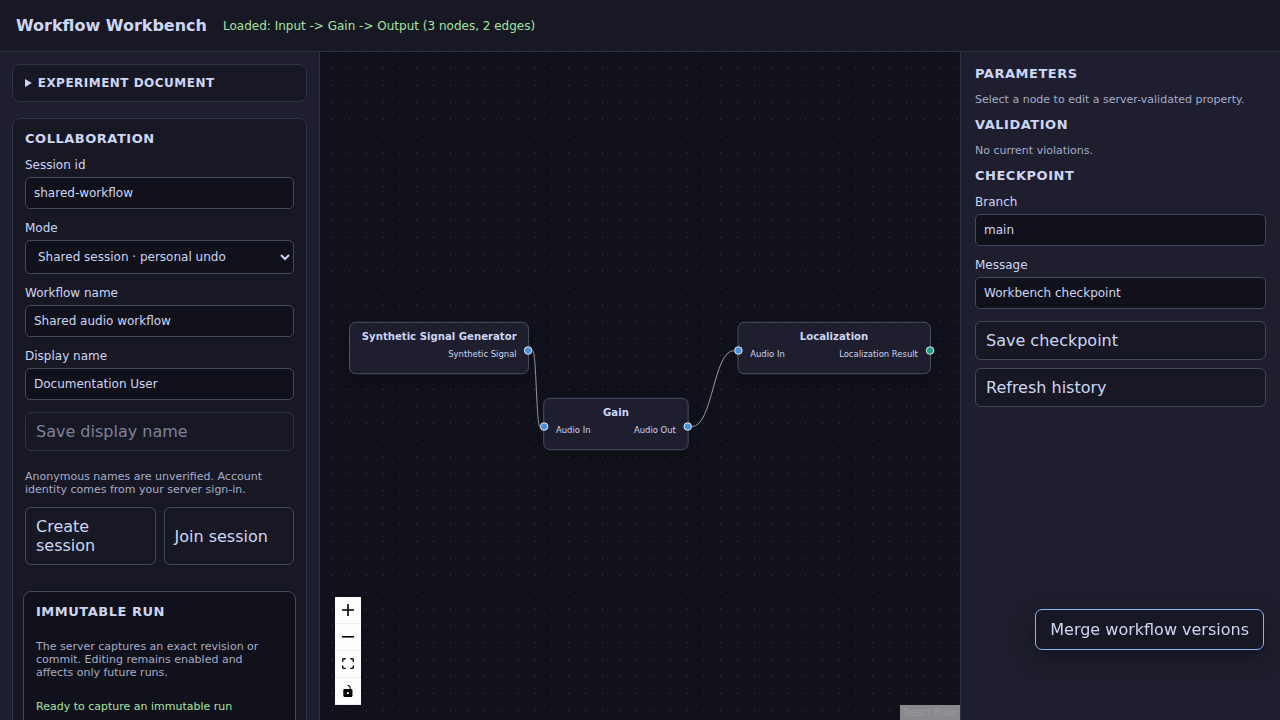 Workflow Workbench
Loaded: Input -> Gain -> Output (3 nodes, 2 edges)
EXPERIMENT DOCUMENT
COLLABORATION
Session id
shared-workflow
Mode
Shared session · personal undo
Workflow name
Shared audio workflow
Display name
Documentation User
Save display name
Anonymous names are unverified. Account
identity comes from your server sign-in.
Create
session
Join session
IMMUTABLE RUN
The server captures an exact revision or
commit. Editing remains enabled and
affects only future runs.
Ready to capture an immutable run
Synthetic Signal Generator
Synthetic Signal
Gain
Audio In
Audio Out
Localization
Audio In
Localization Result
React Flow
PARAMETERS
Select a node to edit a server-validated property.
VALIDATION
No current violations.
CHECKPOINT
Branch
main
Message
Workbench checkpoint
Save checkpoint
Refresh history
Merge workflow versions